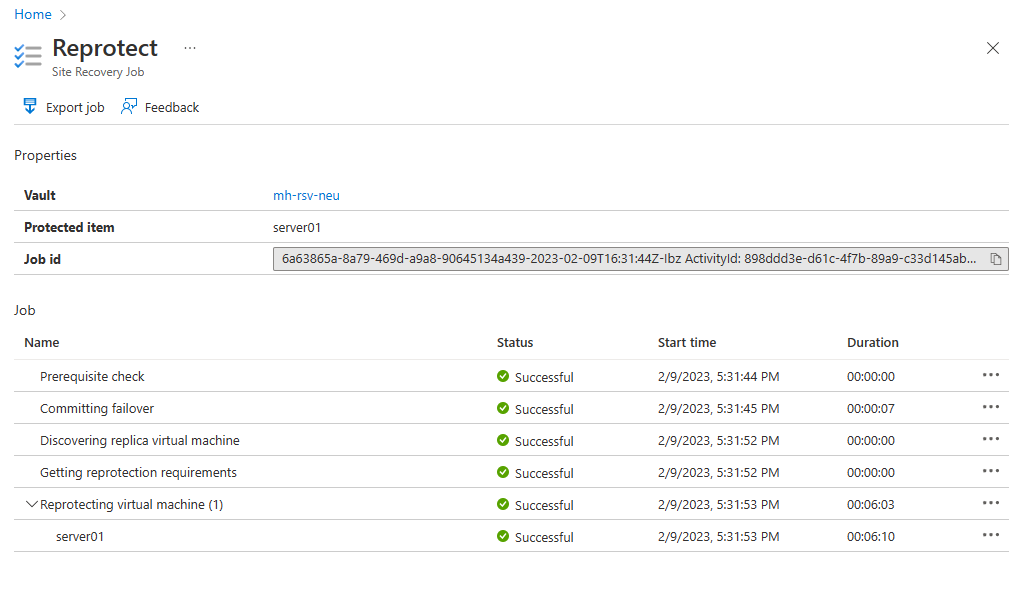 Home >
Reprotect ...
Site Recovery Job
Export job Feedback
Properties
Vault mh-rsv-neu
Protected item server01
Job id 6a63865a-8a79-469d-a9a8-90645134a439-2023-02-09T16:31:44Z-Ibz ActivityId: 898ddd3e-d61c-4f7b-89a9-c33d145ab...
Job
Name Status Start time Duration
Prerequisite check Successful 2/9/2023, 5:31:44 PM 00:00:00 ...
Committing failover Successful 2/9/2023, 5:31:45 PM 00:00:07 ...
Discovering replica virtual machine Successful 2/9/2023, 5:31:52 PM 00:00:00 ...
Getting reprotection requirements Successful 2/9/2023, 5:31:52 PM 00:00:00 ...
Reprotecting virtual machine (1) Successful 2/9/2023, 5:31:53 PM 00:06:03 ...
server01 Successful 2/9/2023, 5:31:53 PM 00:06:10 ...